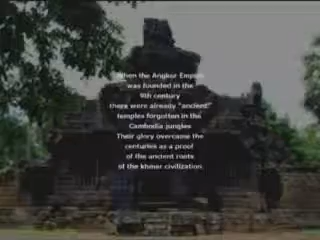 When the Angkor Empire
was founded in the
9th century
there were already "ancient"
temples forgotten in the
Cambodia jungles
Their glory overcame the
centuries as a proof
of the ancient roots
of the khmer civilization